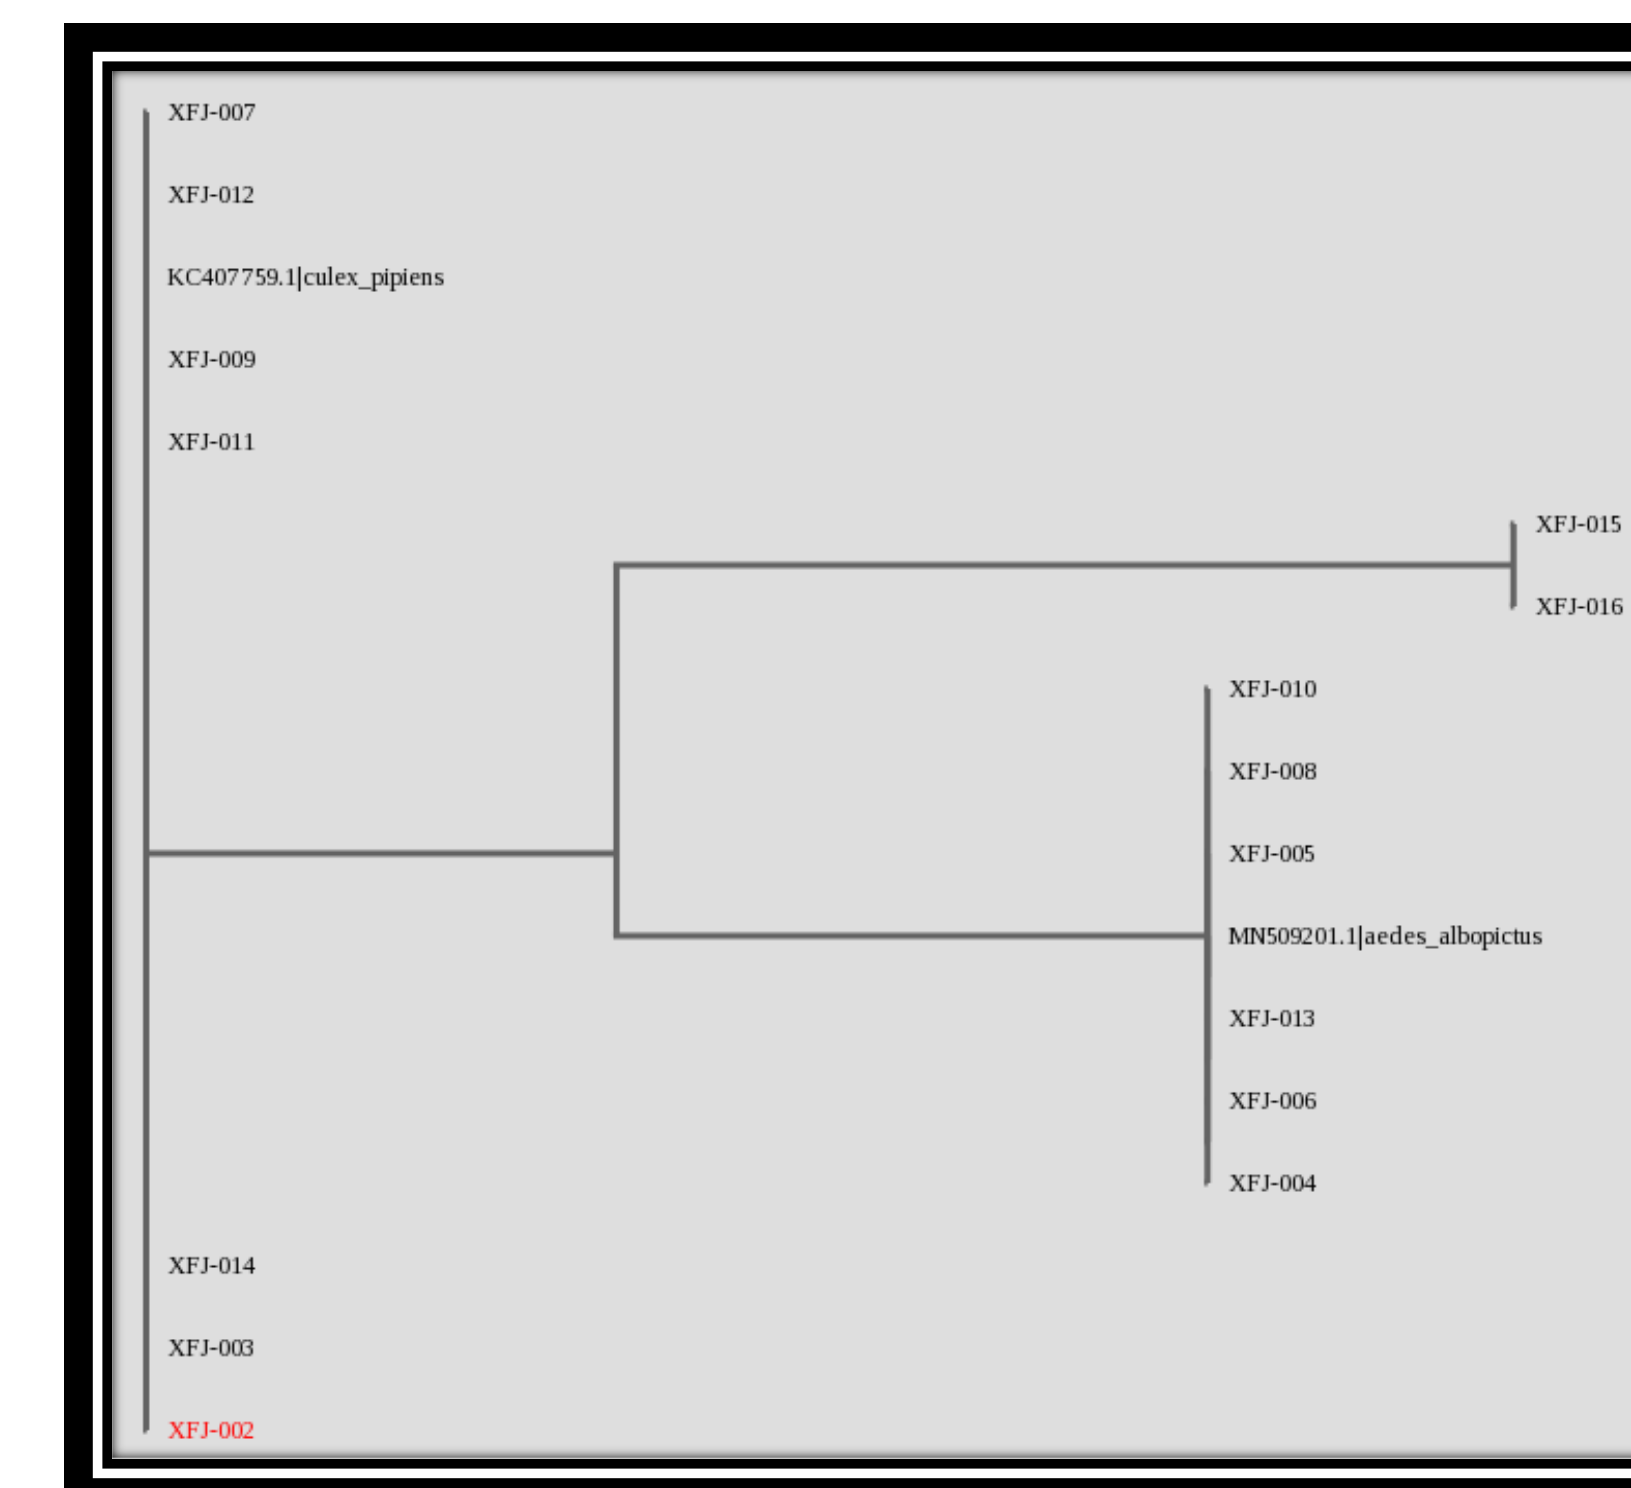 XFJ-007
XFJ-012
KC407759.1|culex_pipiens
XFJ-009
XFJ-011
XFJ-015
XFJ-016
XFJ-010
XFJ-008
XFJ-005
MN509201.1|aedes_albopictus
XFJ-013
XFJ-006
XFJ-004
XFJ-014
XFJ-003
XFJ-002